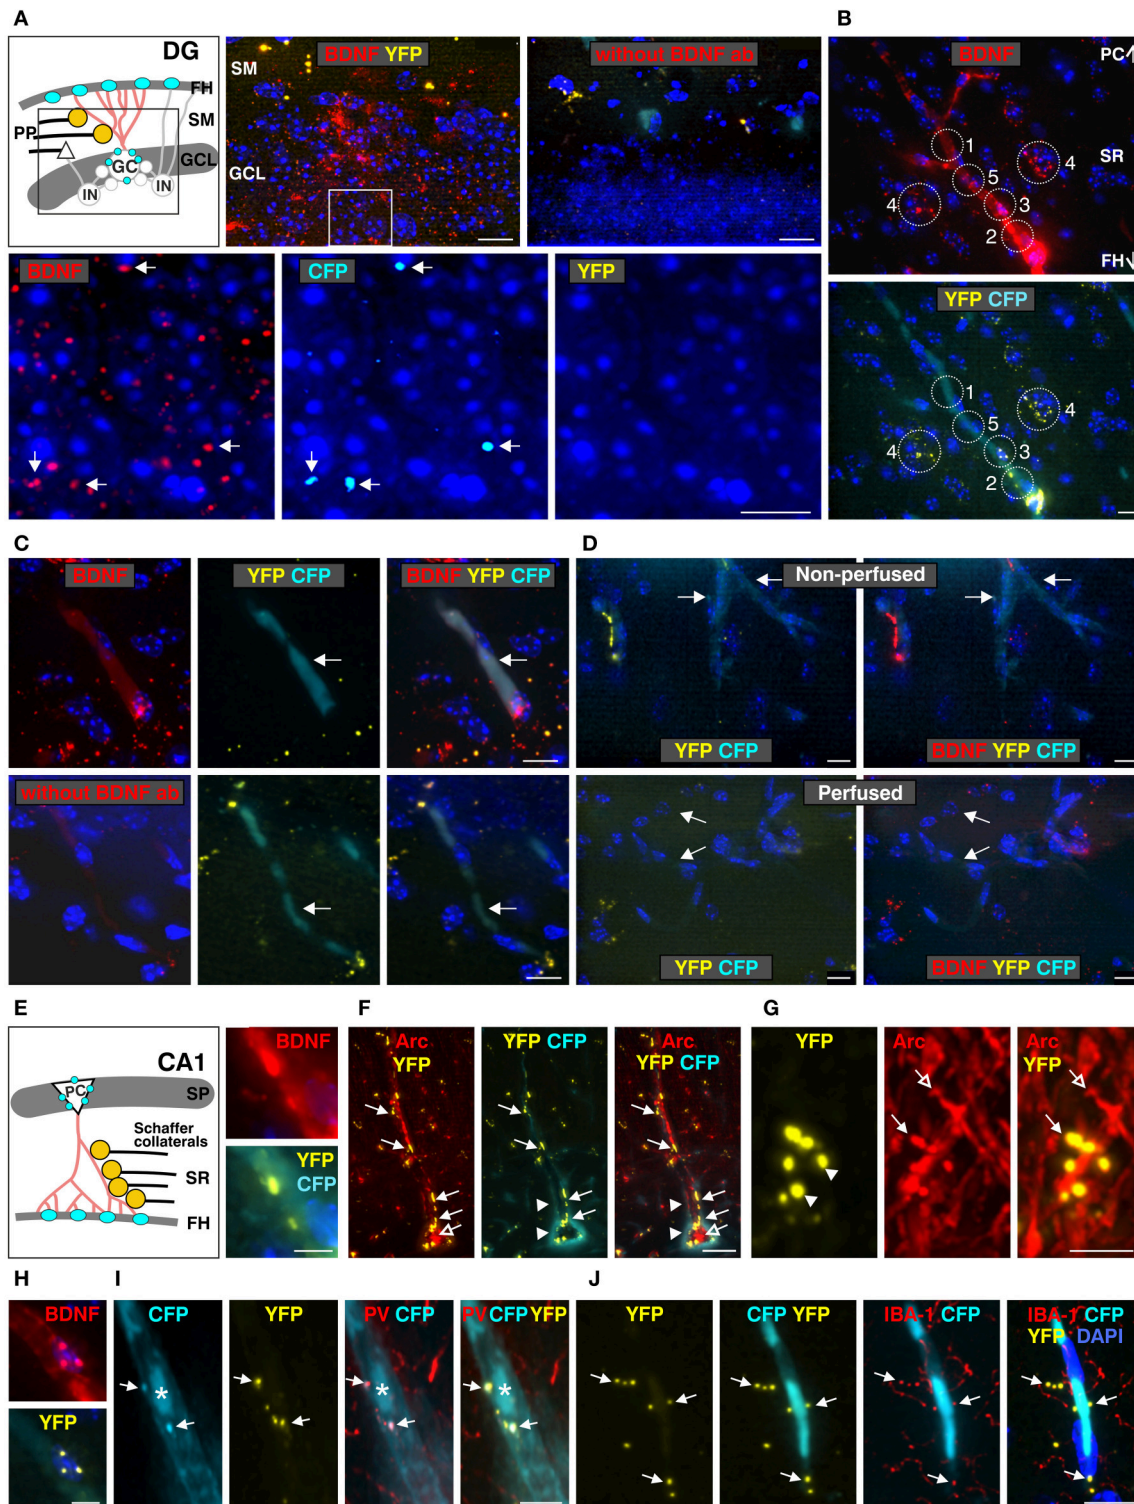 A
B
DG
FH
SM
PP
GCL
GC
IN
IN
BDNF YFP
SM
GCL
without BDNF ab
BDNF
PC
1
4
SR
5
4
3
2
FH
BDNF
CFP
YFP
YFP CFP
1
4
5
4
3
2
C
D
BDNF
YFP CFP
BDNF YFP CFP
Non-perfused
YFP CFP
BDNF YFP CFP
without BDNF ab
Perfused
YFP CFP
BDNF YFP CFP
E
F
G
CA1
PC
SP
Schaffer
collaterals
SR
FH
BDNF
YFP
CFP
Arc
YFP
YFP CFP
Arc
YFP CFP
YFP
Arc
Arc
YFP
H
I
J
BDNF
YFP
CFP
*
YFP
PV CFP
*
PV CFP YFP
*
YFP
CFP YFP
IBA-1 CFP
IBA-1 CFP
YFP DAPI